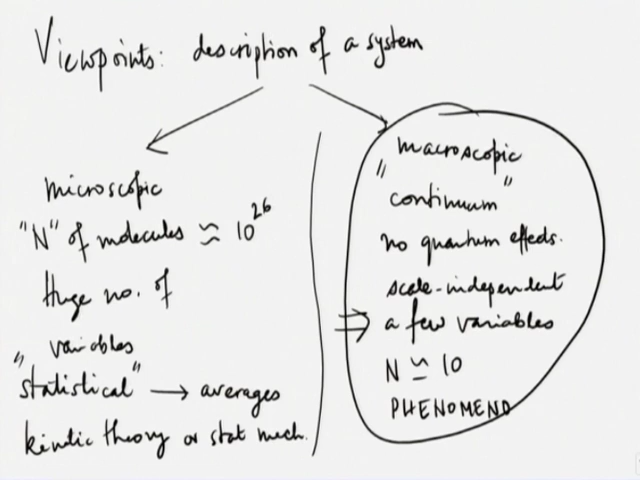 Viewpoints: description of a system
microscopic
"N" of molecules ≈ 10^26
Huge no. of
variables
"statistical" → averages
kinetic theory or stat mech.
macroscopic
"continuum"
no quantum effects.
scale-independent
⇒ a few variables
N ≃ 10
PHENOMENO